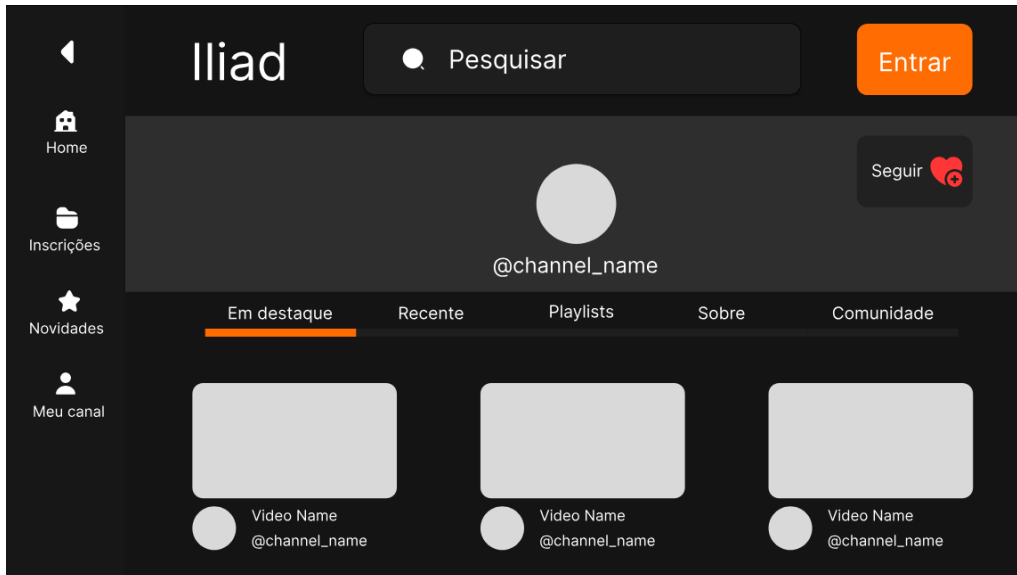 Iliad
Pesquisar
Entrar
Home
Inscrições
Novidades
Meu canal
Seguir
@channel_name
Em destaque
Recente
Playlists
Sobre
Comunidade
Video Name
@channel_name
Video Name
@channel_name
Video Name
@channel_name